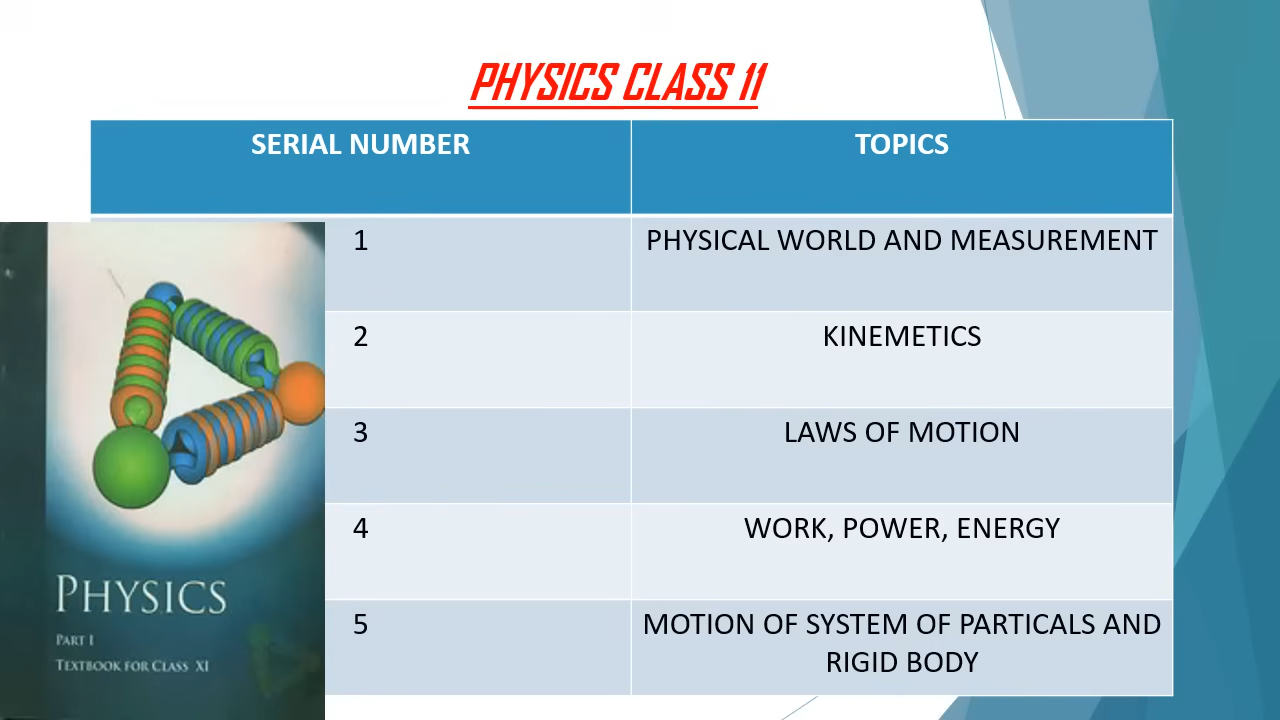 PHYSICS CLASS 11
SERIAL NUMBER TOPICS
1 PHYSICAL WORLD AND MEASUREMENT
2 KINEMETICS
3 LAWS OF MOTION
4 WORK, POWER, ENERGY
5 MOTION OF SYSTEM OF PARTICALS AND
RIGID BODY
PHYSICS
PART I
TEXTBOOK FOR CLASS XI